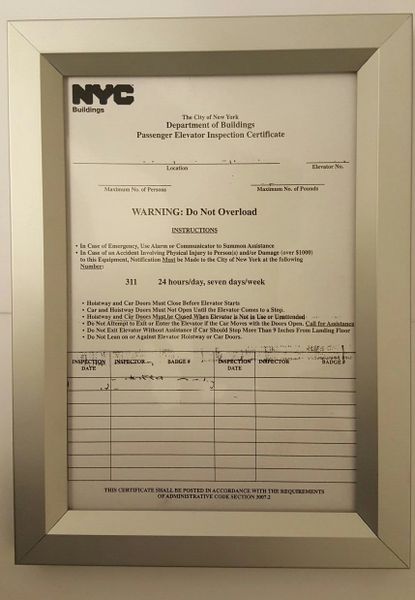 NYC
Buildings
The City of New York
Department of Buildings
Passenger Elevator Inspection Certificate
Location
Elevator No.
Maximum No. of Persons
Maximum No. of Pounds
WARNING: Do Not Overload
INSTRUCTIONS
• In Case of Emergency, Use Alarm or Communicator to Summon Assistance
• In Case of an Accident Involving Physical Injury to Person(s) and/or Damage (over $1000)
to this Equipment, Notification Must be Made to the City of New York at the following
Number:
311 24 hours/day, seven days/week
• Hoistway and Car Doors Must Close Before Elevator Starts
• Car and Hoistway Doors Must Not Open Until the Elevator Comes to a Stop.
• Hoistway and Car Doors Must be Closed When Elevator is Not in Use or Unattended
• Do Not Attempt to Exit or Enter the Elevator if the Car Moves with the Doors Open. Call for Assistance
• Do Not Exit Elevator Without Assistance if Car Should Stop More Than 9 Inches From Landing Floor
• Do Not Lean on or Against Elevator Hoistway or Car Doors.
INSPECTION DATE INSPECTOR BADGE # INSPECTION DATE INSPECTOR BADGE #
THIS CERTIFICATE SHALL BE POSTED IN ACCORDANCE WITH THE REQUIREMENTS
OF ADMINISTRATIVE CODE SECTION 3007.2